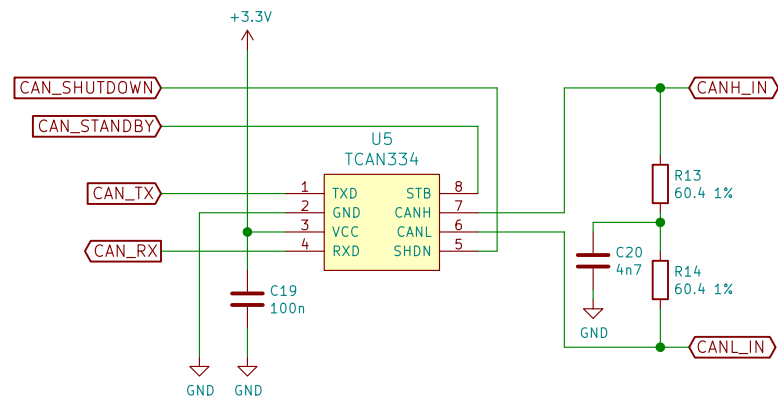 +3.3V
CAN_SHUTDOWN
CANH_IN
CAN_STANDBY
U5
TCAN334
CAN_TX
1 TXD STB 8
2 GND CANH 7
3 VCC CANL 6
4 RXD SHDN 5
CAN_RX
R13
60.4 1%
C20
4n7
R14
60.4 1%
C19
100n
GND
CANL_IN
GND
GND